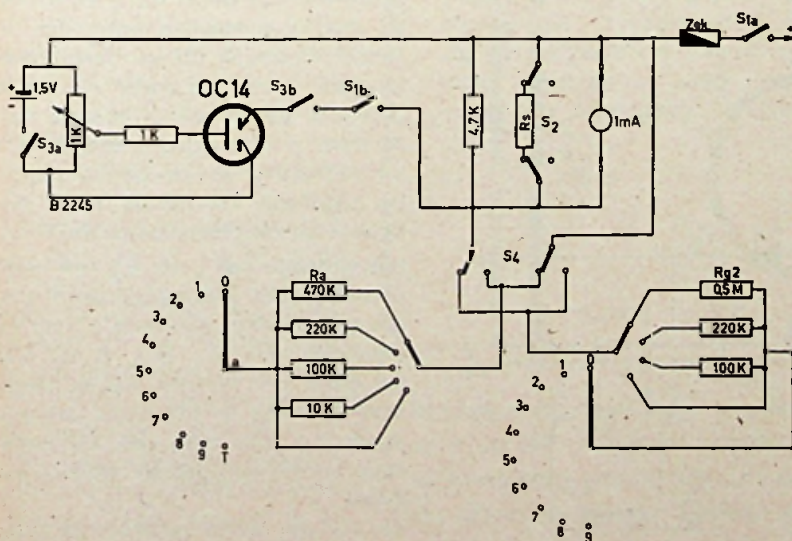 Zek
S1a
+
+
1,5V
-
OC14
S3b
S1b
1K
1K
S3a
4,7K
Rs
S2
1mA
B2245
S4
Ra
470K
220K
100K
10K
Rg2
0,5M
220K
100K
0
1
2
3
4
5
6
7
8
9
T
a
0
1
2
3
4
5
6
7
8
9